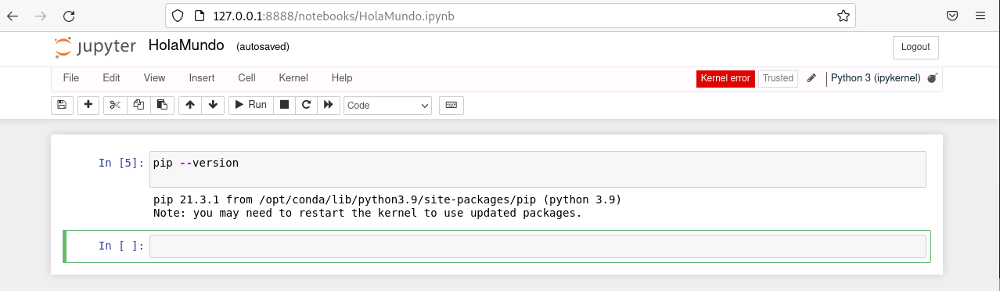 127.0.0.1:8888/notebooks/HolaMundo.ipynb
jupyter HolaMundo (autosaved) Logout
File Edit View Insert Cell Kernel Help Kernel error Trusted Python 3 (ipykernel)
Run Code
In [5]: pip --version
pip 21.3.1 from /opt/conda/lib/python3.9/site-packages/pip (python 3.9)
Note: you may need to restart the kernel to use updated packages.
In [ ]: